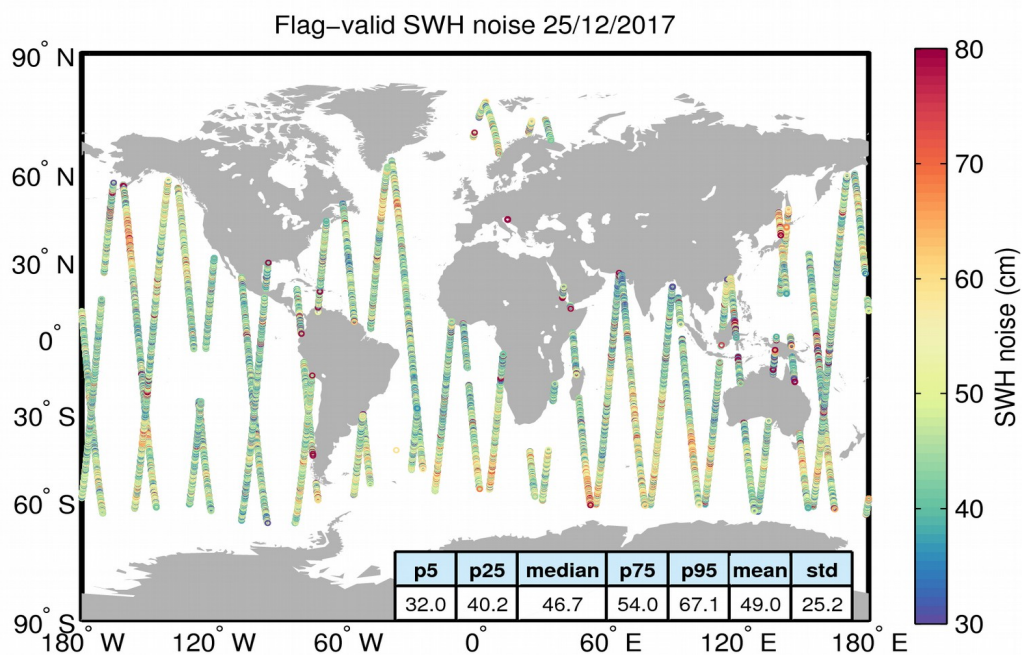 Flag−valid SWH noise 25/12/2017
90° N
60° N
30° N
0°
30° S
60° S
90° S
180° W
120° W
60° W
0°
60° E
120° E
180° E
80
70
60
50
40
30
SWH noise (cm)
p5 p25 median p75 p95 mean std
32.0 40.2 46.7 54.0 67.1 49.0 25.2